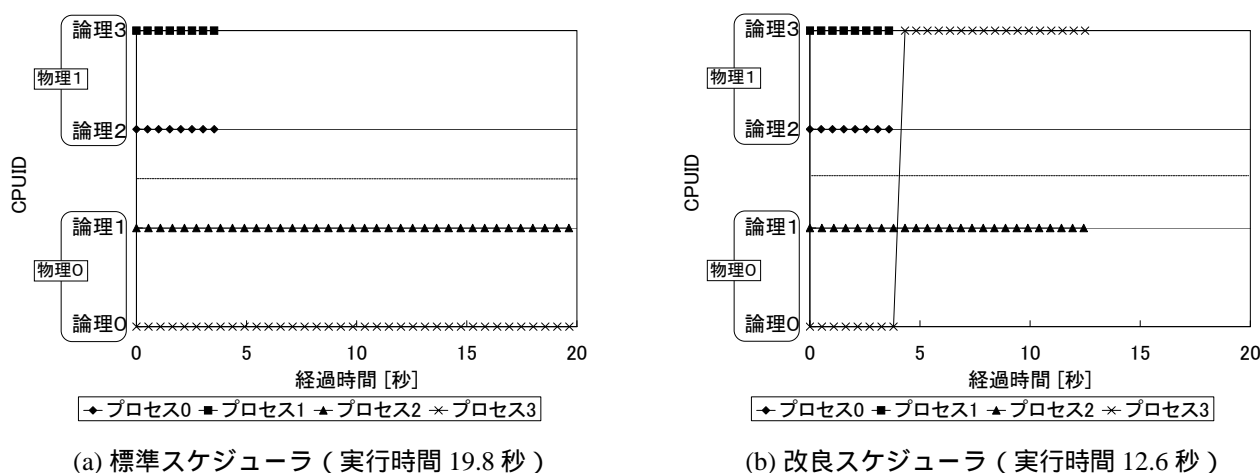 論理3
物理1
論理2
CPUID
論理1
物理0
論理0
0 5 10 15 20
経過時間 [秒]
プロセス0 プロセス1 プロセス2 プロセス3
(a) 標準スケジューラ ( 実行時間 19.8 秒 )
論理3
物理1
論理2
CPUID
論理1
物理0
論理0
0 5 10 15 20
経過時間 [秒]
プロセス0 プロセス1 プロセス2 プロセス3
(b) 改良スケジューラ ( 実行時間 12.6 秒 )